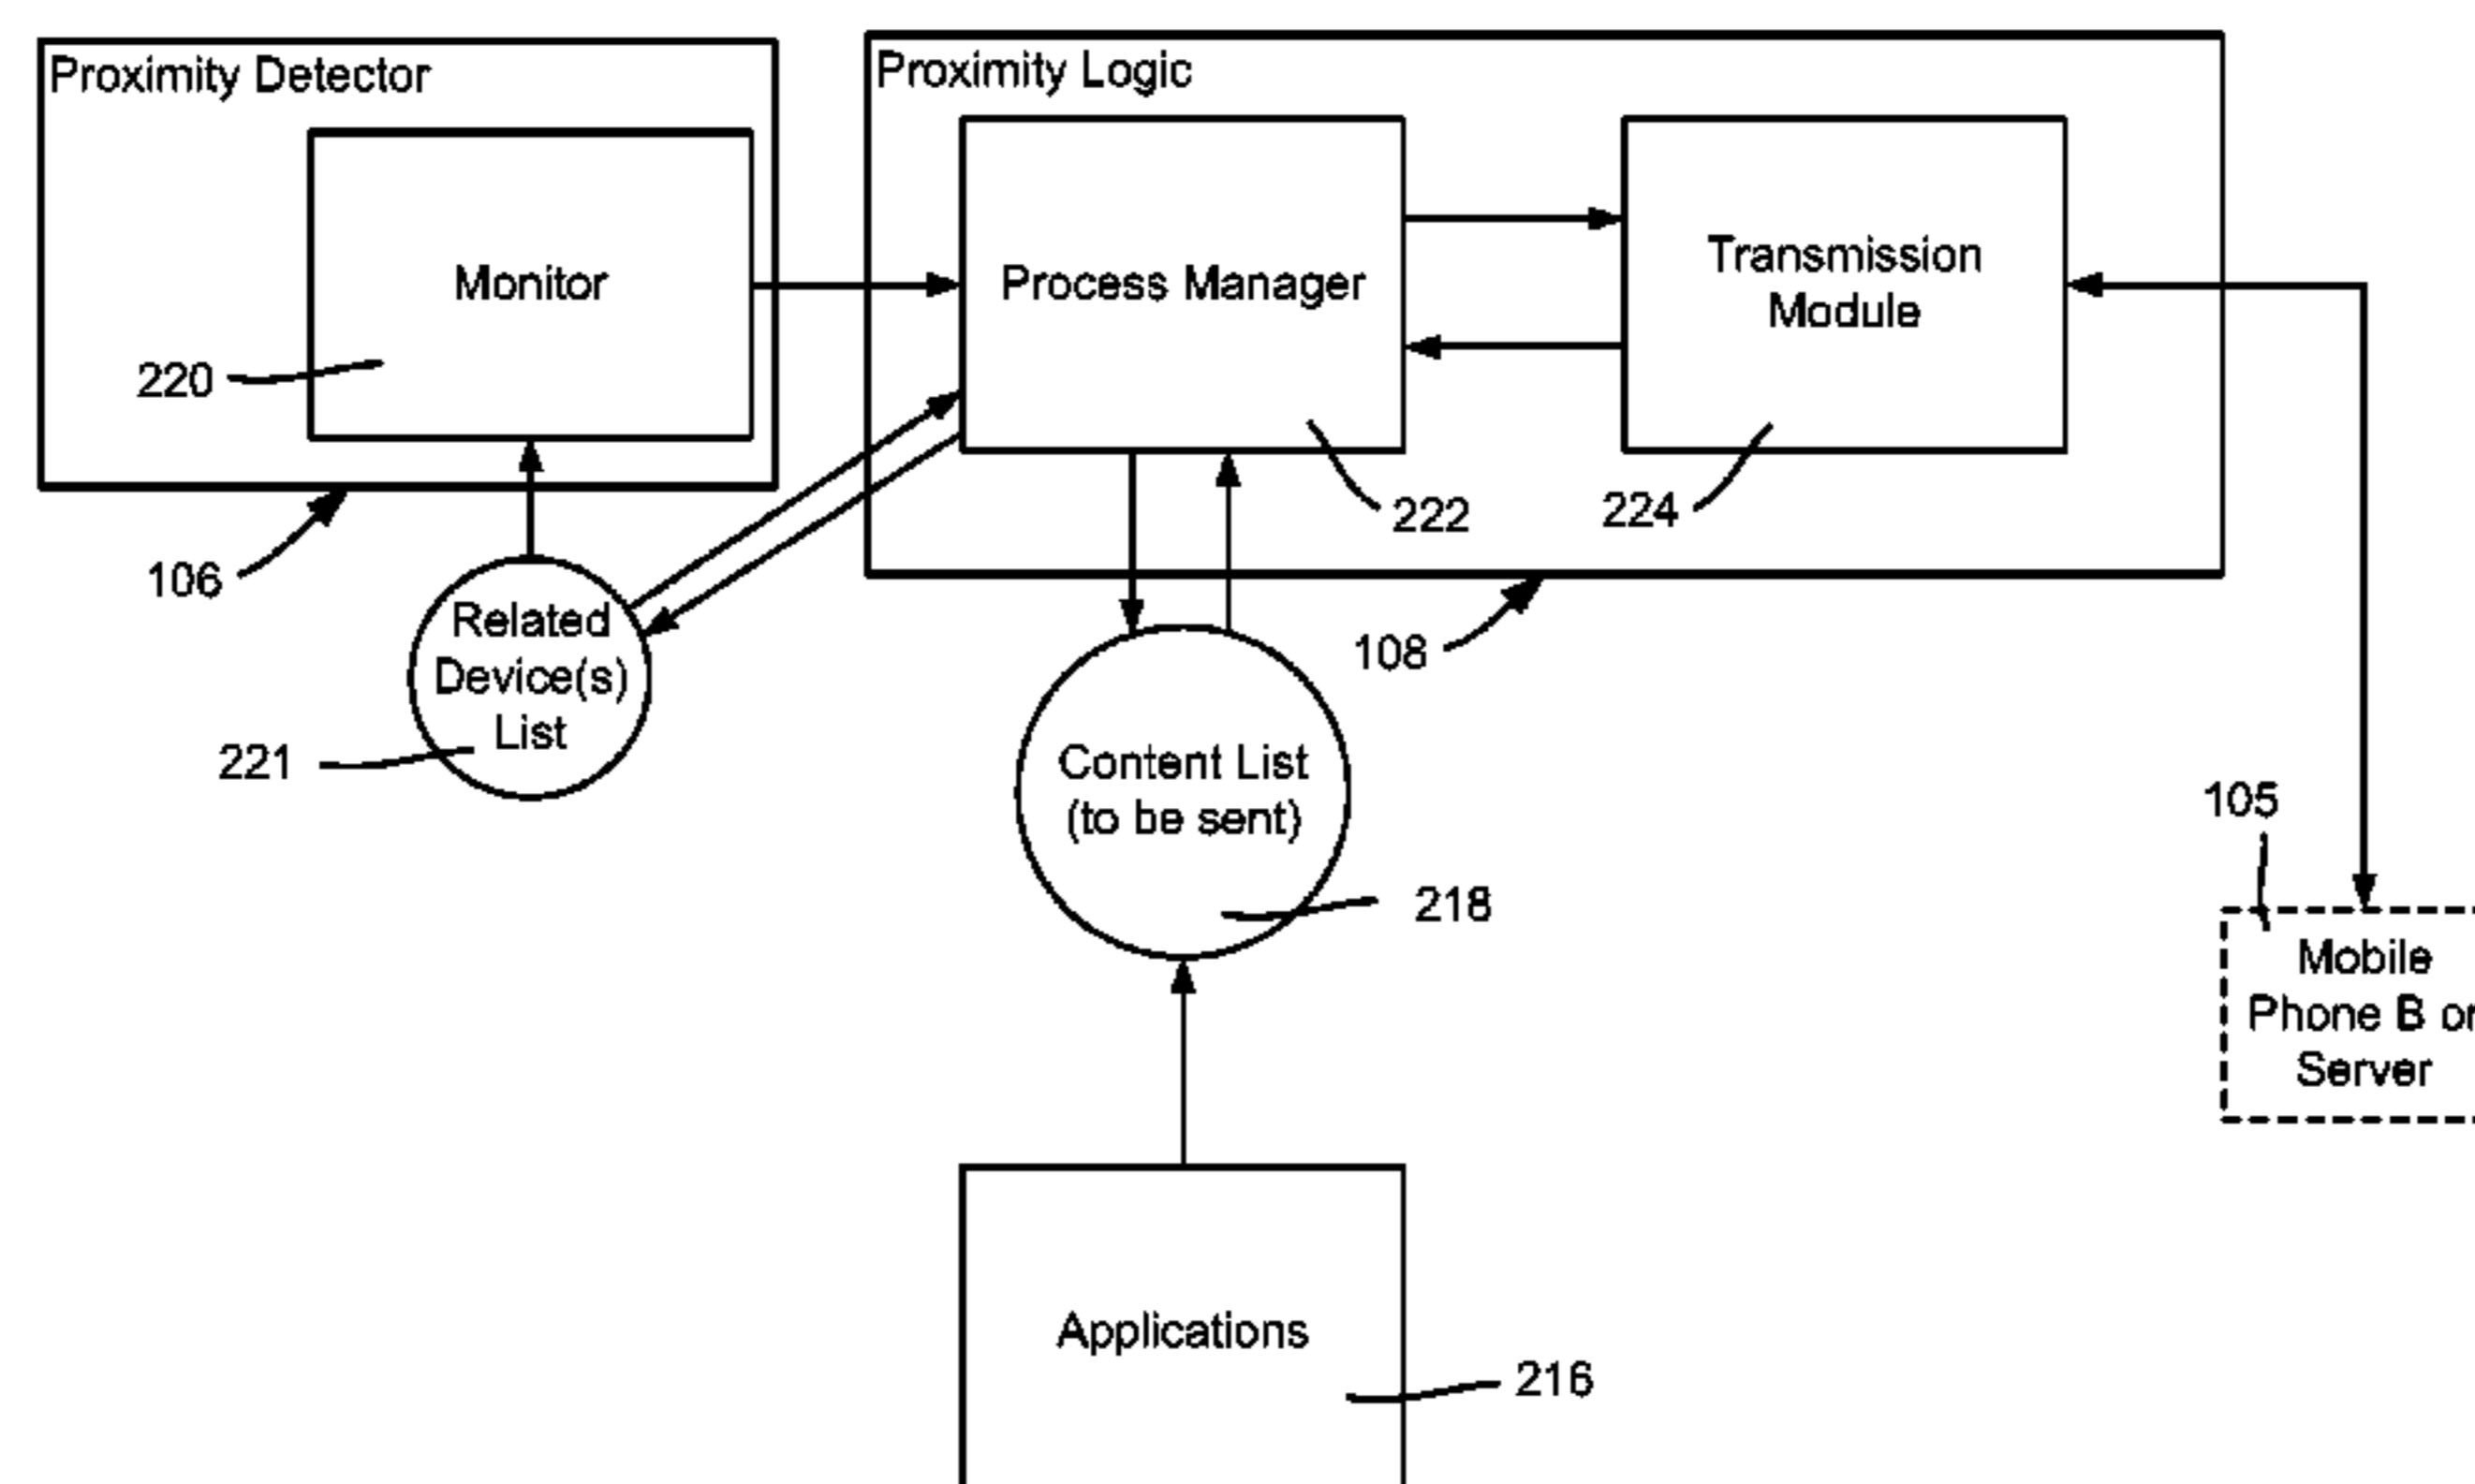 Proximity Detector
Monitor
220
106
Related
Device(s)
List
221
Proximity Logic
Process Manager
222
Transmission
Module
224
108
Content List
(to be sent)
218
105
Mobile
Phone B or
Server
Applications
216